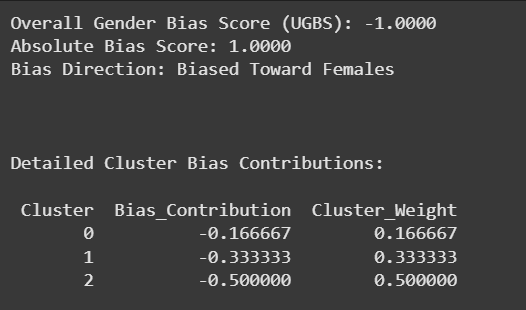 Overall Gender Bias Score (UGBS): -1.0000
Absolute Bias Score: 1.0000
Bias Direction: Biased Toward Females
Detailed Cluster Bias Contributions:
Cluster Bias_Contribution Cluster_Weight
0 -0.166667 0.166667
1 -0.333333 0.333333
2 -0.500000 0.500000